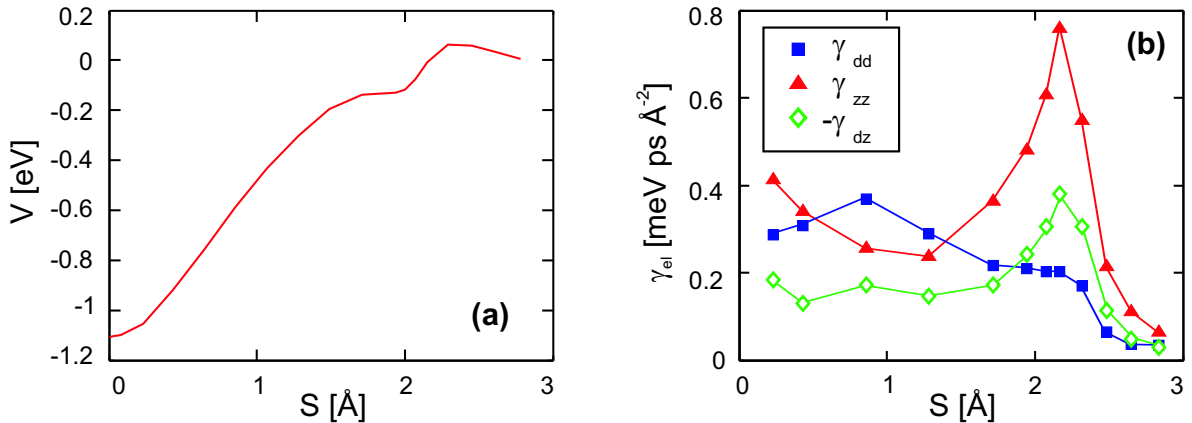 0.2
0
-0.2
-0.4
-0.6
-0.8
-1
-1.2
V [eV]
0 1 2 3
S [Å]
(a)
0.8
0.6
0.4
0.2
0
γel [meV ps Å-2]
0 1 2 3
S [Å]
(b)
γ dd
γ zz
-γ dz